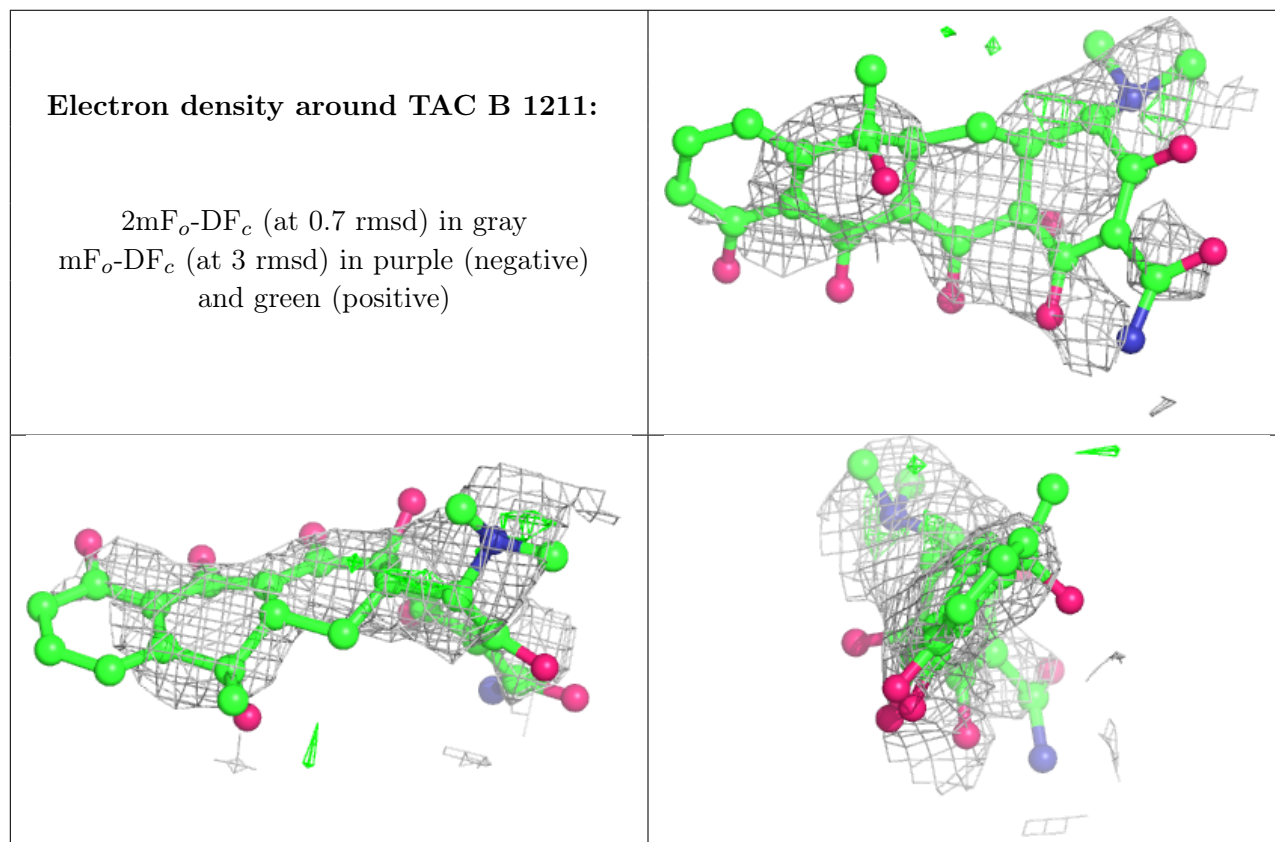 Electron density around TAC B 1211:
2mFₒ-DF𝒸 (at 0.7 rmsd) in gray
mFₒ-DF𝒸 (at 3 rmsd) in purple (negative)
and green (positive)